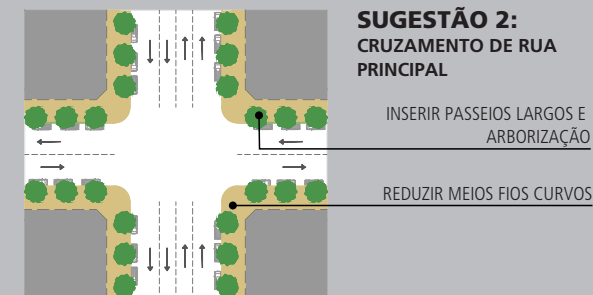 SUGESTÃO 2:
CRUZAMENTO DE RUA
PRINCIPAL
INSERIR PASSEIOS LARGOS E
ARBORIZAÇÃO
REDUZIR MEIOS FIOS CURVOS